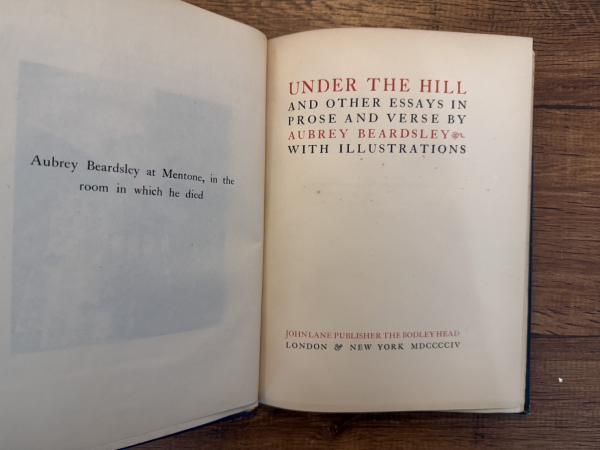 Aubrey Beardsley at Mentone, in the
room in which he died
UNDER THE HILL
AND OTHER ESSAYS IN
PROSE AND VERSE BY
AUBREY BEARDSLEY
WITH ILLUSTRATIONS
JOHN LANE PUBLISHER THE BODLEY HEAD
LONDON & NEW YORK MDCCCCIV